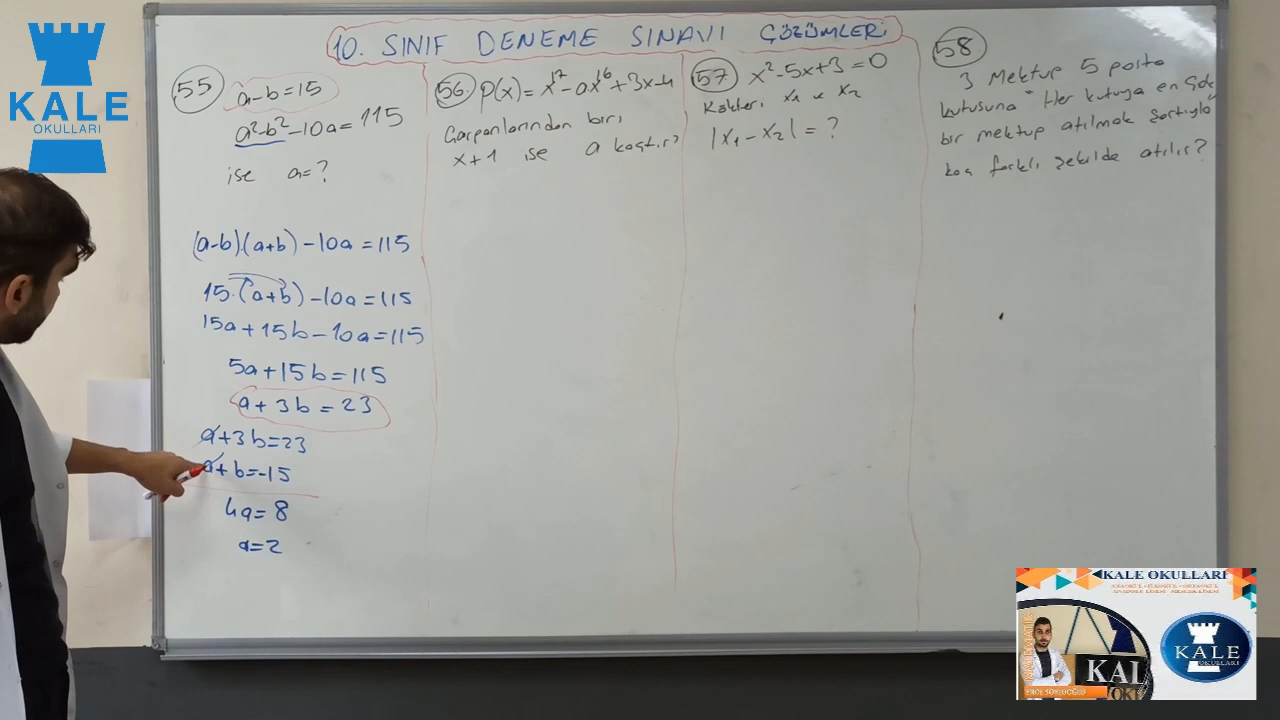 KALE
OKULLARI
10. SINIF DENEME SINAVI ÇÖZÜMLERİ
55
a-b=15
a²-b²-10a=115
ise a=?
(a-b).(a+b)-10a=115
15.(a+b)-10a=115
15a+15b-10a=115
5a+15b=115
a+3b=23
a+3b=23
a+b=-15
4a=8
a=2
56. P(x)=x¹⁷-ax¹⁶+3x-4
Çarpanlarından biri
x+1 ise a kaçtır?
57 x²-5x+3=0
Kökleri x₁ ve x₂
|x₁-x₂|=?
58
3 Mektup 5 posta
kutusuna "Her kutuya en çok
bir mektup atılmak şartıyla"
kaç farklı şekilde atılır?
KALE OKULLARI
MATEMATİK
KAL
OKU
KALE
OKULLARI